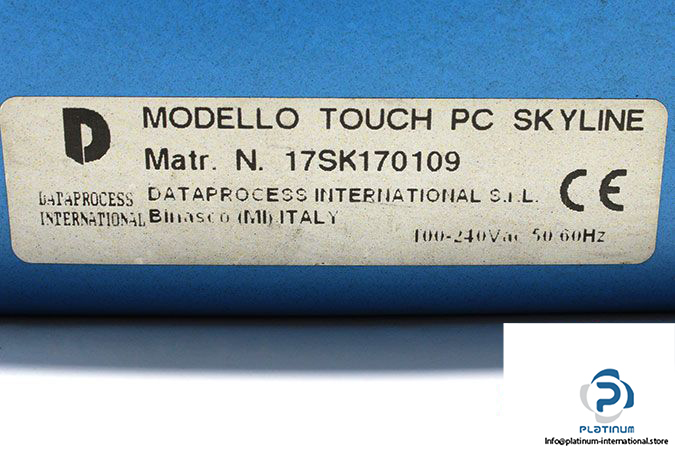 MODELLO TOUCH PC SKYLINE
Matr. N. 17SK170109
DATAPROCESS INTERNATIONAL S.r.L.
Binasco (MI) ITALY
DATAPROCESS
INTERNATIONAL
CE
100-240Vac 50/60Hz
PLATINUM
Info@platinum-international.store